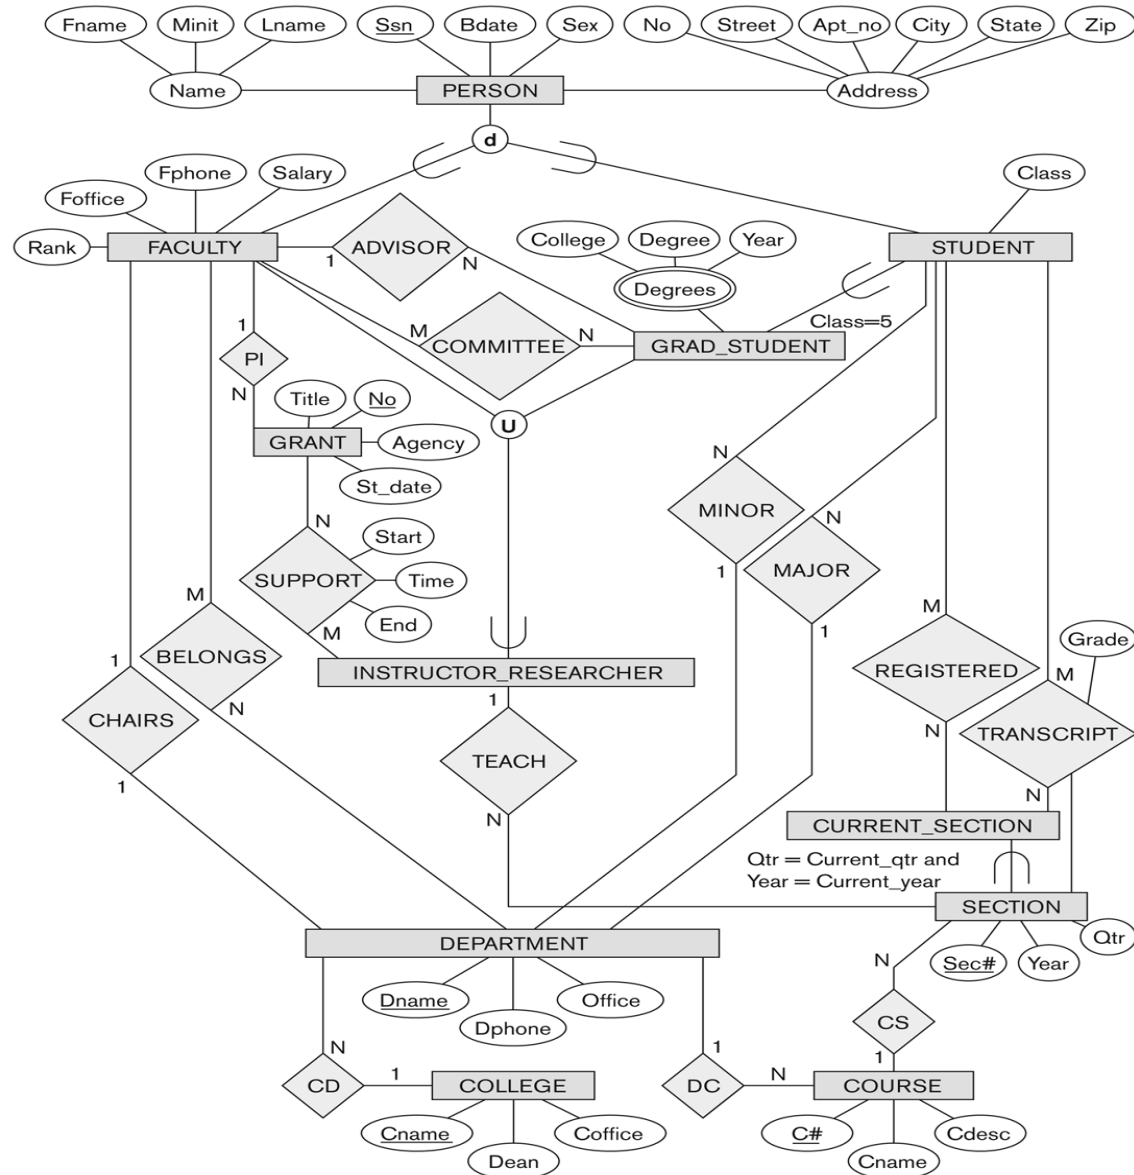 Fname Minit Lname Ssn Bdate Sex No Street Apt_no City State Zip
Name PERSON Address
d
Fphone Salary Class
Foffice
Rank FACULTY ADVISOR College Degree Year STUDENT
1 N
Degrees
Class=5
1 M N
COMMITTEE GRAD_STUDENT
PI
N Title No
U
GRANT Agency
N
St_date
MINOR
N Start N
SUPPORT Time 1 MAJOR
M End M
M 1
BELONGS Grade
1 INSTRUCTOR_RESEARCHER REGISTERED M
1
N
CHAIRS N TRANSCRIPT
TEACH
1 N
N CURRENT_SECTION
Qtr = Current_qtr and
Year = Current_year
SECTION
DEPARTMENT Qtr
N Sec# Year
Dname Office
Dphone CS
N 1 1
CD 1 COLLEGE DC N COURSE
Cname Coffice C# Cdesc
Dean Cname